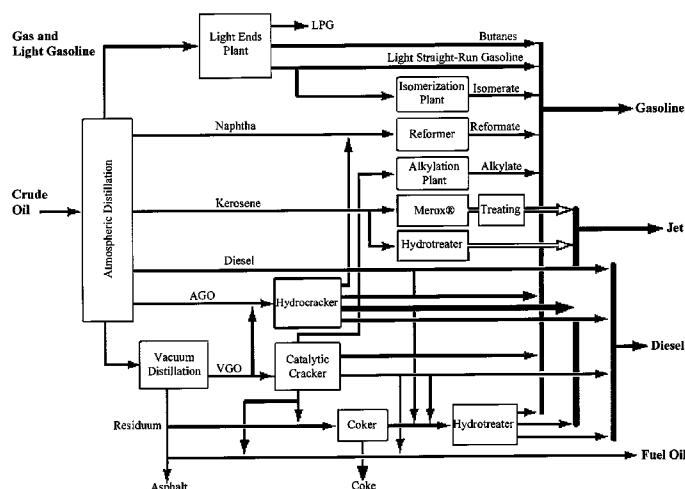 Gas and
Light Gasoline
Light Ends
Plant
LPG
Butanes
Light Straight-Run Gasoline
Isomerization
Plant
Isomerate
Gasoline
Naphtha
Reformer
Reformate
Alkylation
Plant
Alkylate
Crude
Oil
Atmospheric Distillation
Kerosene
Merox®
Treating
Jet
Hydrotreater
Diesel
AGO
Hydrocracker
Vacuum
Distillation
VGO
Catalytic
Cracker
Diesel
Residuum
Coker
Hydrotreater
Fuel Oil
Asphalt
Coke